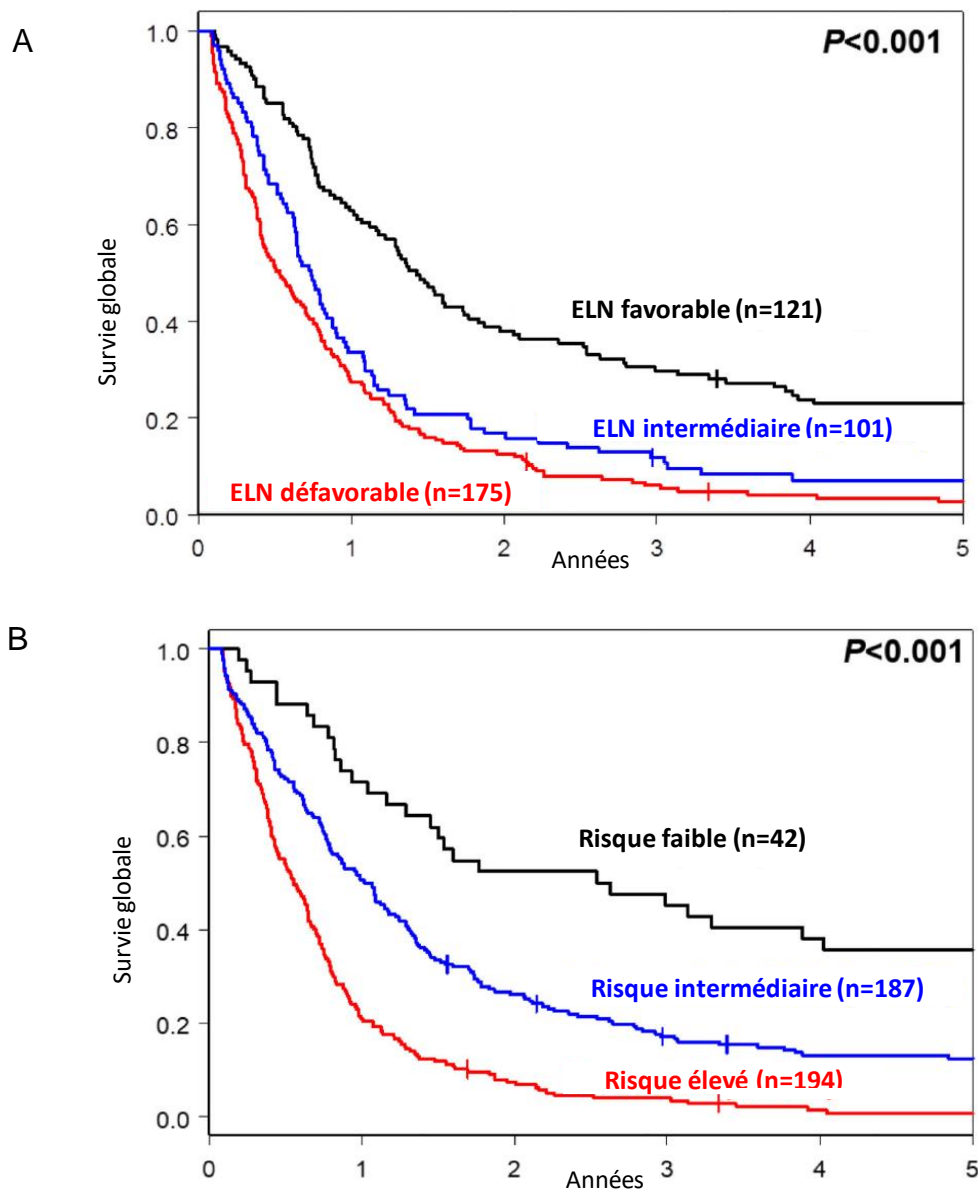 A
P<0.001
1.0
0.8
0.6
0.4
0.2
0.0
Survie globale
ELN favorable (n=121)
ELN intermédiaire (n=101)
ELN défavorable (n=175)
0 1 2 3 4 5
Années
B
P<0.001
1.0
0.8
0.6
0.4
0.2
0.0
Survie globale
Risque faible (n=42)
Risque intermédiaire (n=187)
Risque élevé (n=194)
0 1 2 3 4 5
Années